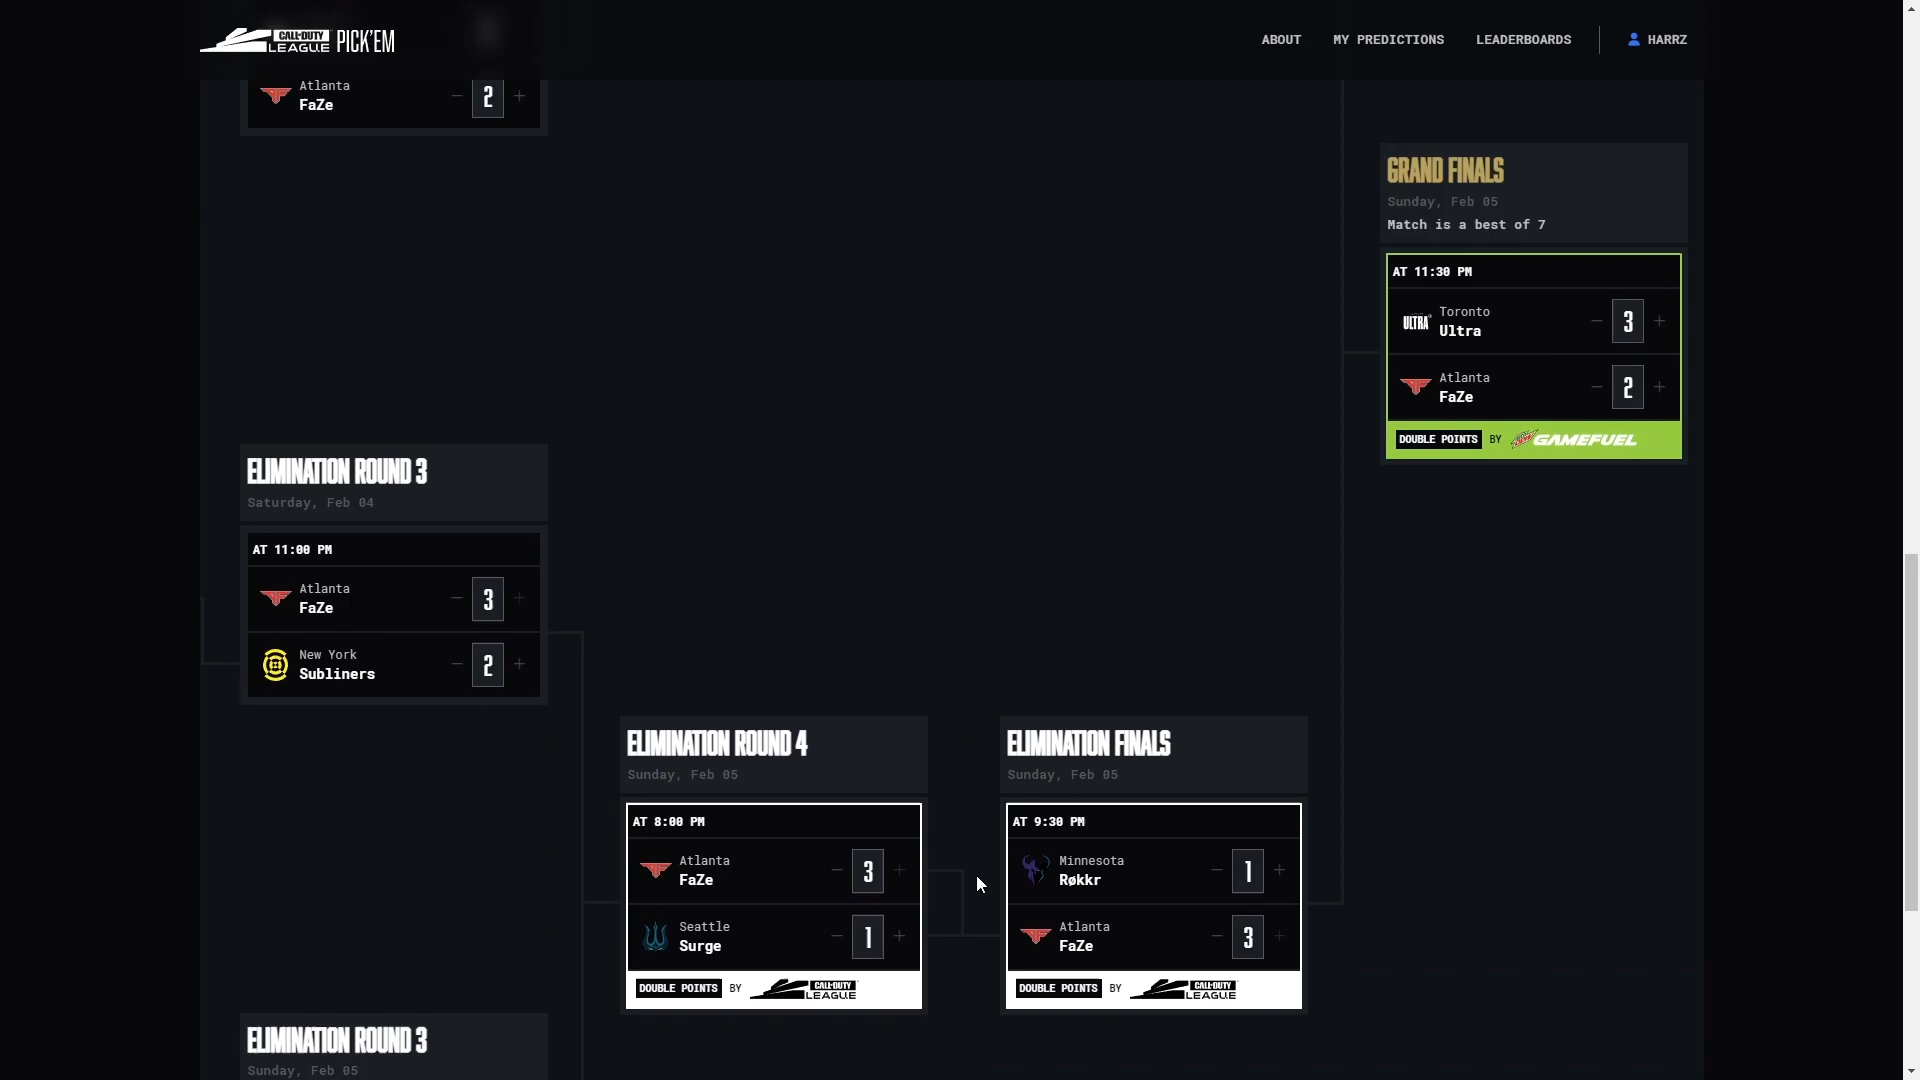 CALL OF DUTY LEAGUE PICK'EM
ABOUT
MY PREDICTIONS
LEADERBOARDS
HARRZ
Atlanta
FaZe
2
GRAND FINALS
Sunday, Feb 05
Match is a best of 7
AT 11:30 PM
Toronto
Ultra
ULTRA
3
Atlanta
FaZe
2
DOUBLE POINTS BY GAMEFUEL
ELIMINATION ROUND 3
Saturday, Feb 04
AT 11:00 PM
Atlanta
FaZe
3
New York
Subliners
2
ELIMINATION ROUND 4
Sunday, Feb 05
AT 8:00 PM
Atlanta
FaZe
3
Seattle
Surge
1
DOUBLE POINTS BY CALL OF DUTY LEAGUE
ELIMINATION FINALS
Sunday, Feb 05
AT 9:30 PM
Minnesota
Røkkr
1
Atlanta
FaZe
3
DOUBLE POINTS BY CALL OF DUTY LEAGUE
ELIMINATION ROUND 3
Sunday, Feb 05